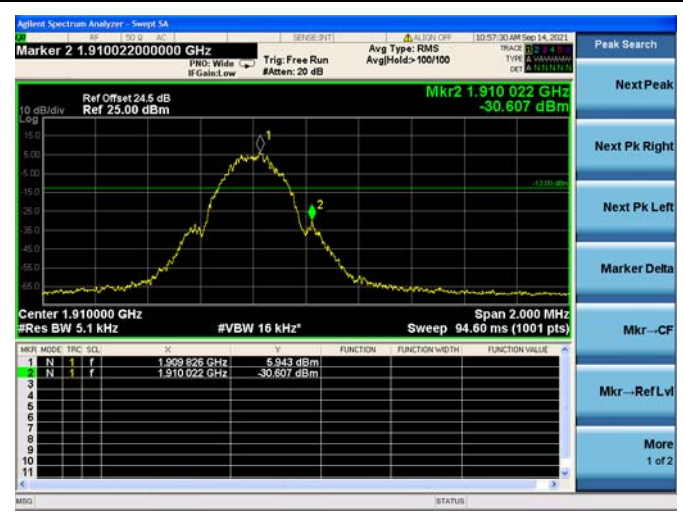 Agilent Spectrum Analyzer - Swept SA
RF 50 Ω AC SENSE:INT ALIGN OFF 10:57:30 AM Sep 14, 2021
Marker 2 1.910022000000 GHz
PNO: Wide
IFGain:Low
Trig: Free Run
#Atten: 20 dB
Avg Type: RMS
Avg|Hold:> 100/100
TRACE 1 2 3 4 5 6
TYPE A
DET A N N N N N
Ref Offset 24.5 dB
10 dB/div Ref 25.00 dBm
Log
Mkr2 1.910 022 GHz
-30.607 dBm
15.0
5.00
-5.00
-15.0
-25.0
-35.0
-45.0
-55.0
-65.0
1
-13.00 dBm
2
Center 1.910000 GHz Span 2.000 MHz
#Res BW 5.1 kHz #VBW 16 kHz* Sweep 94.60 ms (1001 pts)
MKR MODE TRC SCL X Y FUNCTION FUNCTION WIDTH FUNCTION VALUE
1 N 1 f 1.909 826 GHz 5.943 dBm
2 N 1 f 1.910 022 GHz -30.607 dBm
3
4
5
6
7
8
9
10
11
MSG STATUS
Peak Search
Next Peak
Next Pk Right
Next Pk Left
Marker Delta
Mkr→CF
Mkr→Ref Lvl
More
1 of 2